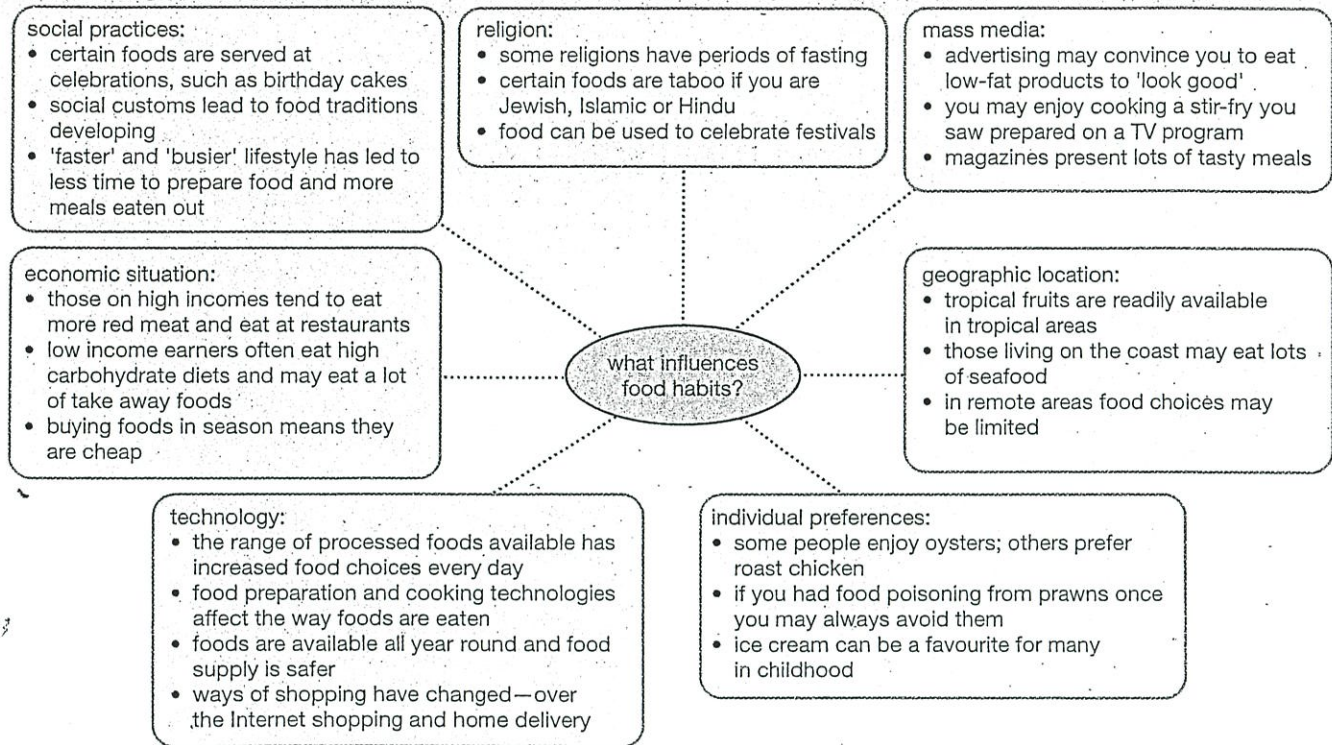 social practices:
• certain foods are served at
celebrations, such as birthday cakes
• social customs lead to food traditions
developing
• 'faster' and 'busier' lifestyle has led to
less time to prepare food and more
meals eaten out
religion:
• some religions have periods of fasting
• certain foods are taboo if you are
Jewish, Islamic or Hindu
• food can be used to celebrate festivals
mass media:
• advertising may convince you to eat
low-fat products to 'look good'
• you may enjoy cooking a stir-fry you
saw prepared on a TV program
• magazines present lots of tasty meals
economic situation:
• those on high incomes tend to eat
more red meat and eat at restaurants
• low income earners often eat high
carbohydrate diets and may eat a lot
of take away foods
• buying foods in season means they
are cheap
what influences
food habits?
geographic location:
• tropical fruits are readily available
in tropical areas
• those living on the coast may eat lots
of seafood
• in remote areas food choices may
be limited
technology:
• the range of processed foods available has
increased food choices every day
• food preparation and cooking technologies
affect the way foods are eaten
• foods are available all year round and food
supply is safer
• ways of shopping have changed—over
the Internet shopping and home delivery
individual preferences:
• some people enjoy oysters; others prefer
roast chicken
• if you had food poisoning from prawns once
you may always avoid them
• ice cream can be a favourite for many
in childhood